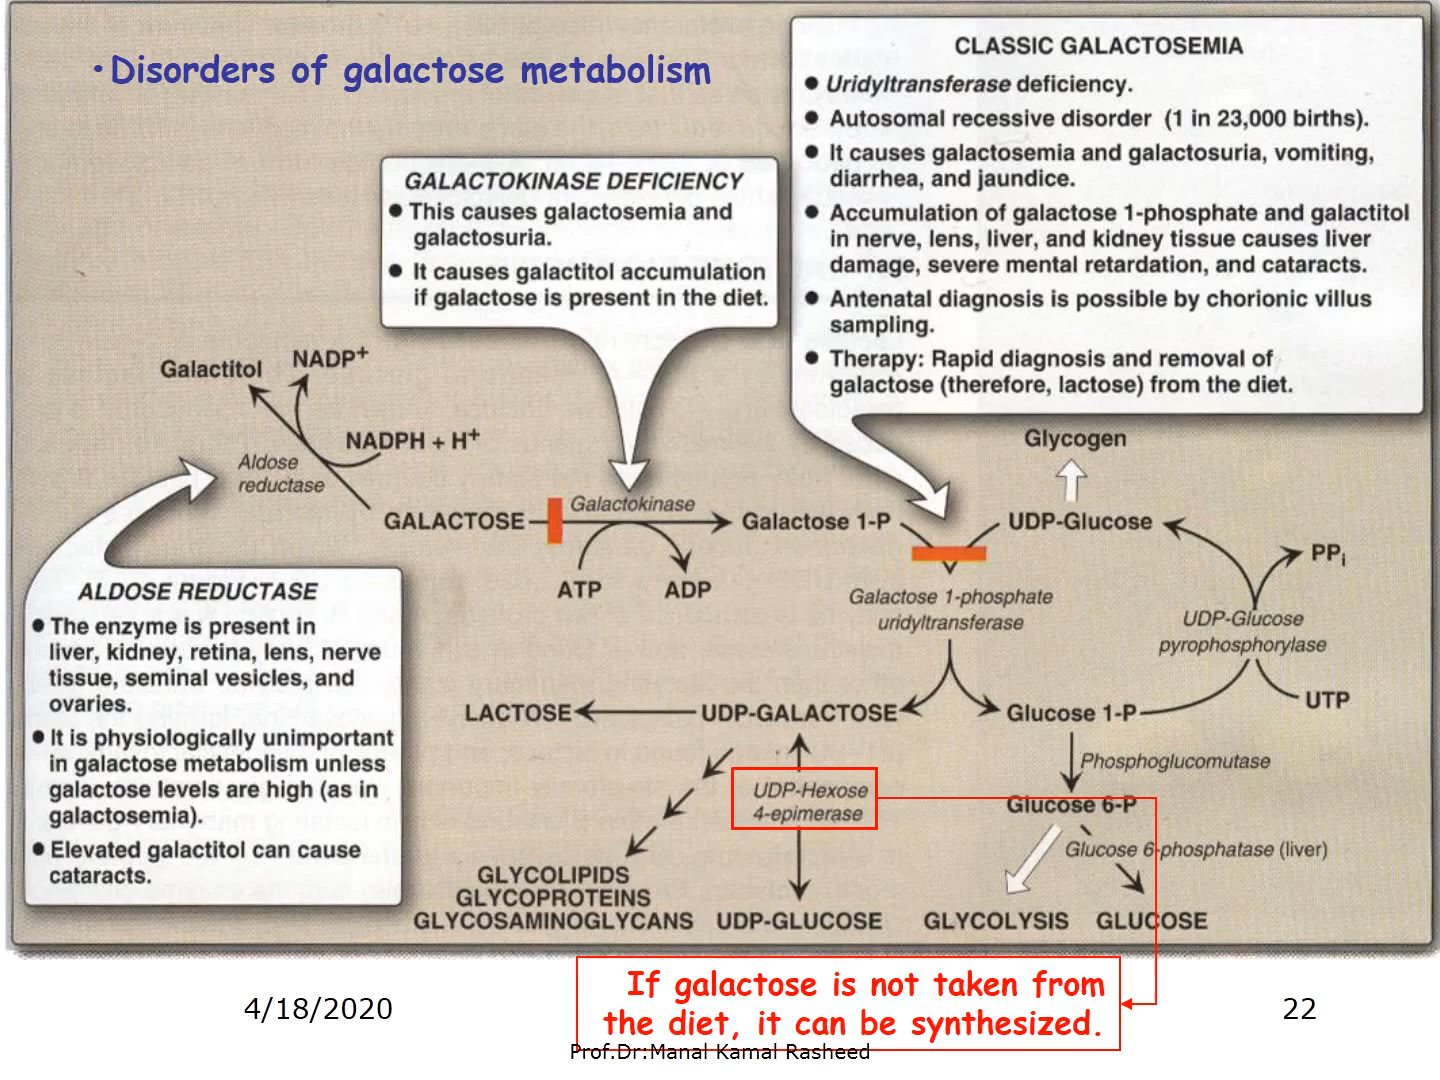 •Disorders of galactose metabolism
CLASSIC GALACTOSEMIA
● Uridyltransferase deficiency.
● Autosomal recessive disorder (1 in 23,000 births).
● It causes galactosemia and galactosuria, vomiting,
diarrhea, and jaundice.
● Accumulation of galactose 1-phosphate and galactitol
in nerve, lens, liver, and kidney tissue causes liver
damage, severe mental retardation, and cataracts.
● Antenatal diagnosis is possible by chorionic villus
sampling.
● Therapy: Rapid diagnosis and removal of
galactose (therefore, lactose) from the diet.
GALACTOKINASE DEFICIENCY
● This causes galactosemia and
galactosuria.
● It causes galactitol accumulation
if galactose is present in the diet.
Galactitol
NADP+
NADPH + H+
Aldose
reductase
GALACTOSE
Galactokinase
ATP
ADP
Galactose 1-P
Glycogen
UDP-Glucose
PPi
Galactose 1-phosphate
uridyltransferase
UDP-Glucose
pyrophosphorylase
UTP
ALDOSE REDUCTASE
● The enzyme is present in
liver, kidney, retina, lens, nerve
tissue, seminal vesicles, and
ovaries.
● It is physiologically unimportant
in galactose metabolism unless
galactose levels are high (as in
galactosemia).
● Elevated galactitol can cause
cataracts.
LACTOSE
UDP-GALACTOSE
Glucose 1-P
Phosphoglucomutase
UDP-Hexose
4-epimerase
Glucose 6-P
Glucose 6-phosphatase (liver)
GLYCOLIPIDS
GLYCOPROTEINS
GLYCOSAMINOGLYCANS
UDP-GLUCOSE
GLYCOLYSIS
GLUCOSE
If galactose is not taken from
the diet, it can be synthesized.
4/18/2020
Prof.Dr:Manal Kamal Rasheed
22